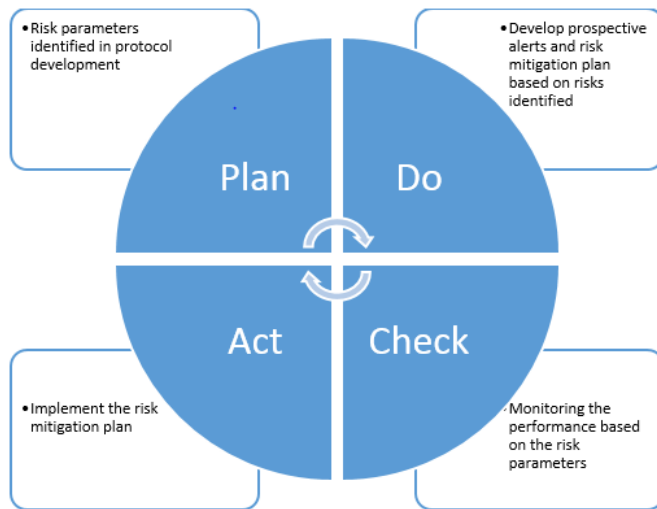 •Risk parameters
identified in protocol
development
•Develop prospective
alerts and risk
mitigation plan
based on risks
identified
Plan
Do
Act
Check
•Implement the risk
mitigation plan
•Monitoring the
performance based
on the risk
parameters